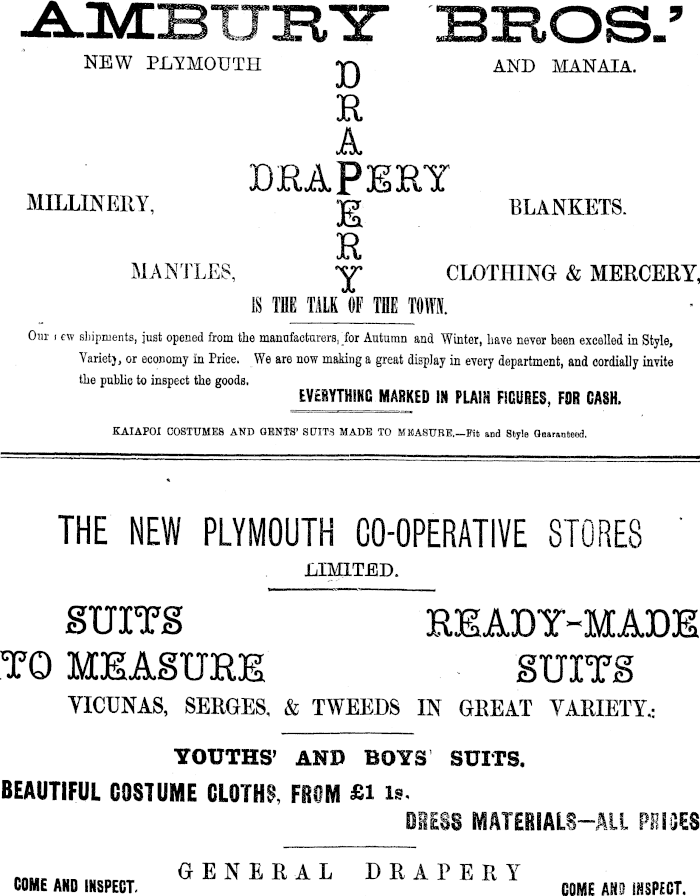 AMBURY BROS.'
NEW PLYMOUTH AND MANAIA.
D
R
A
DRAPERY
MILLINERY,
E
BLANKETS.
R
MANTLES,
Y
CLOTHING & MERCERY,
IS THE TALK OF THE TOWN.
Our new shipments, just opened from the manufacturers, for Autumn and Winter, have never been excelled in Style,
Variety, or economy in Price. We are now making a great display in every department, and cordially invite
the public to inspect the goods.
EVERYTHING MARKED IN PLAIN FIGURES, FOR CASH.
KAIAPOI COSTUMES AND GENTS' SUITS MADE TO MEASURE.—Fit and Style Guaranteed.
THE NEW PLYMOUTH CO-OPERATIVE STORES
LIMITED.
SUITS
TO MEASURE
READY-MADE
SUITS
VICUNAS, SERGES, & TWEEDS IN GREAT VARIETY.:
YOUTHS' AND BOYS' SUITS.
BEAUTIFUL COSTUME CLOTHS, FROM £1 1s.
DRESS MATERIALS—ALL PRICES
GENERAL DRAPERY
COME AND INSPECT. COME AND INSPECT.